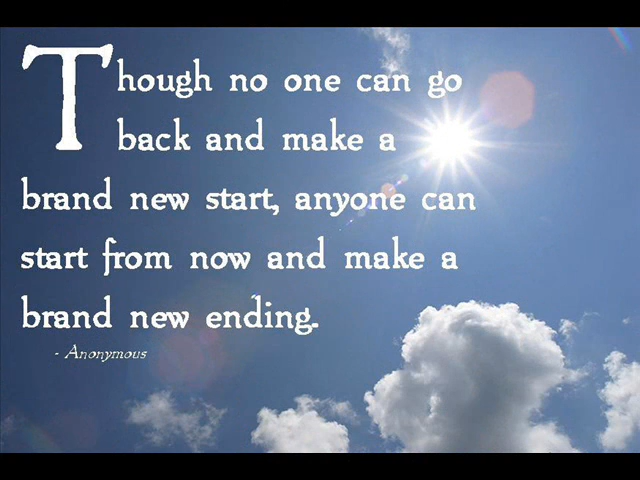 Though no one can go
back and make a
brand new start, anyone can
start from now and make a
brand new ending.
- Anonymous